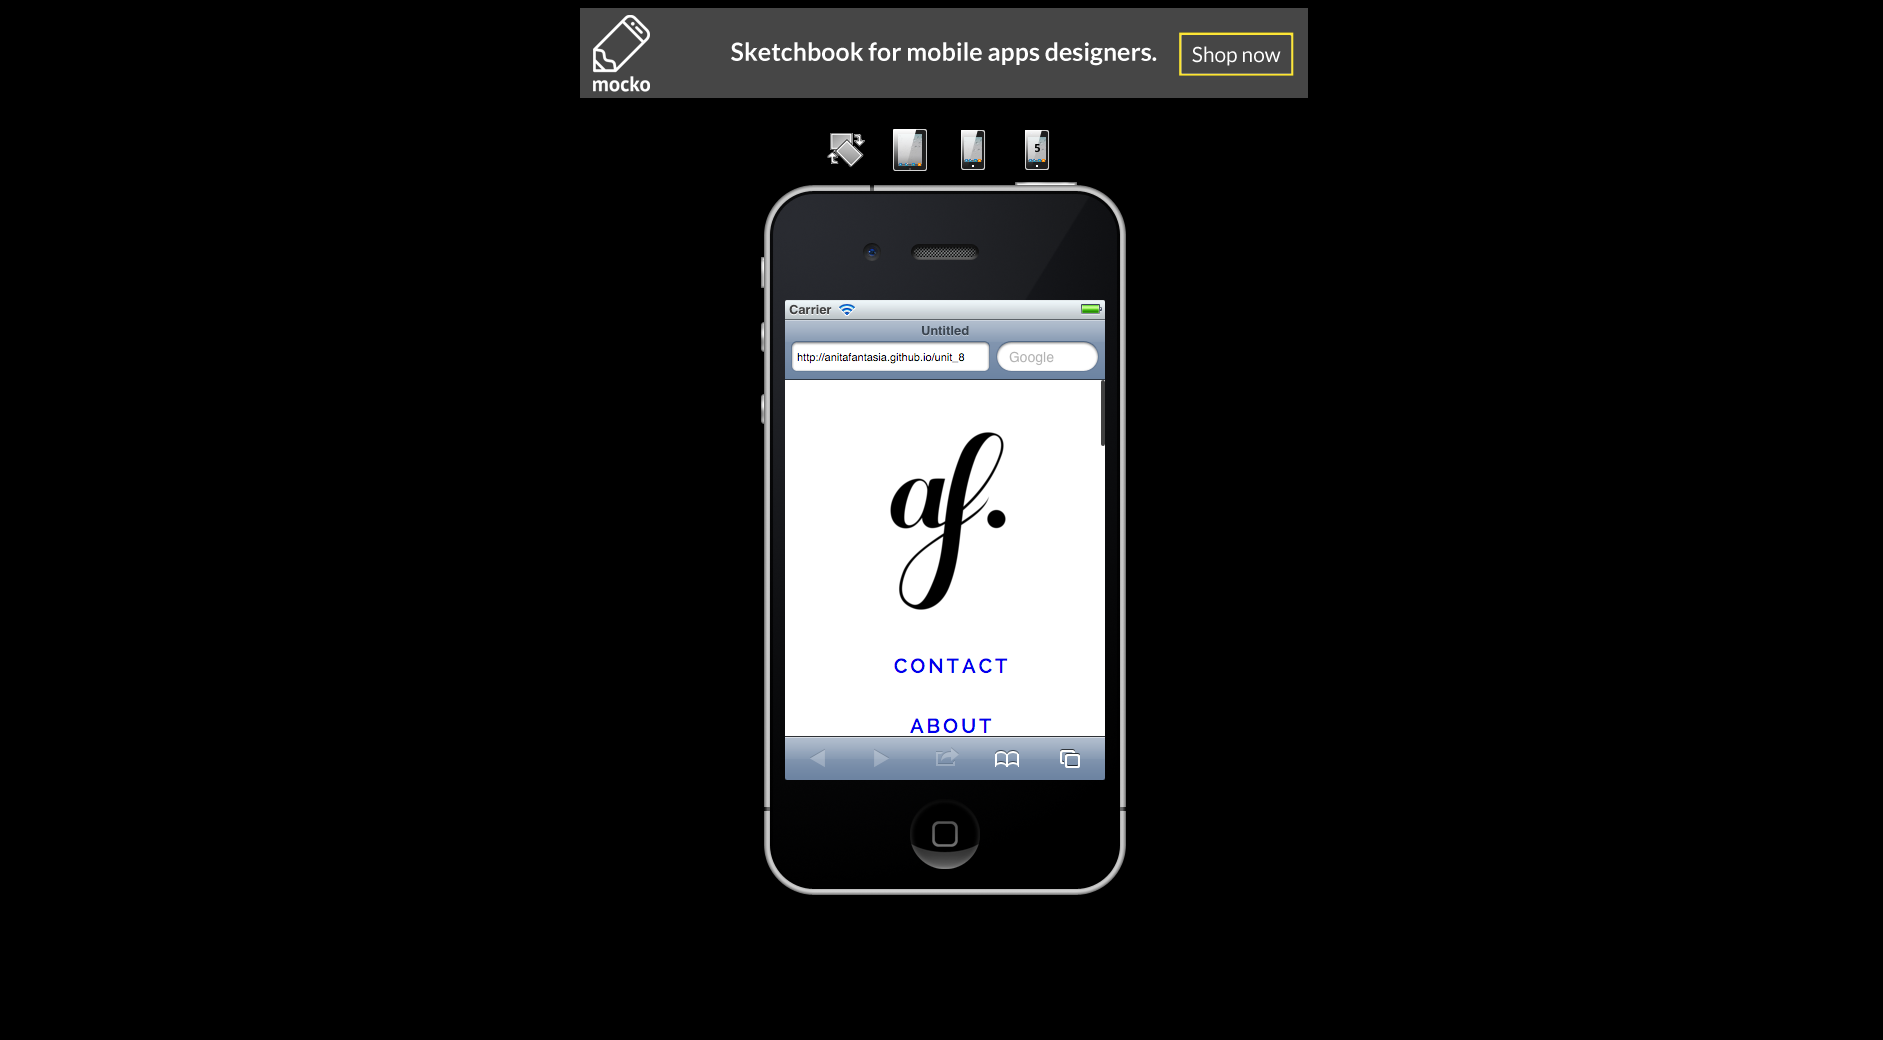 mocko
Sketchbook for mobile apps designers.
Shop now
5
Carrier
Untitled
http://anitafantasia.github.io/unit_8
Google
af.
CONTACT
ABOUT